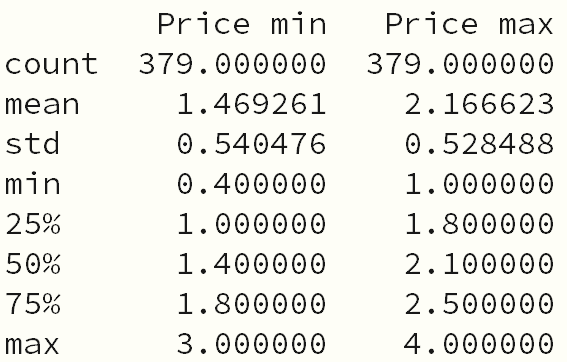 Price min Price max
count 379.000000 379.000000
mean 1.469261 2.166623
std 0.540476 0.528488
min 0.400000 1.000000
25% 1.000000 1.800000
50% 1.400000 2.100000
75% 1.800000 2.500000
max 3.000000 4.000000